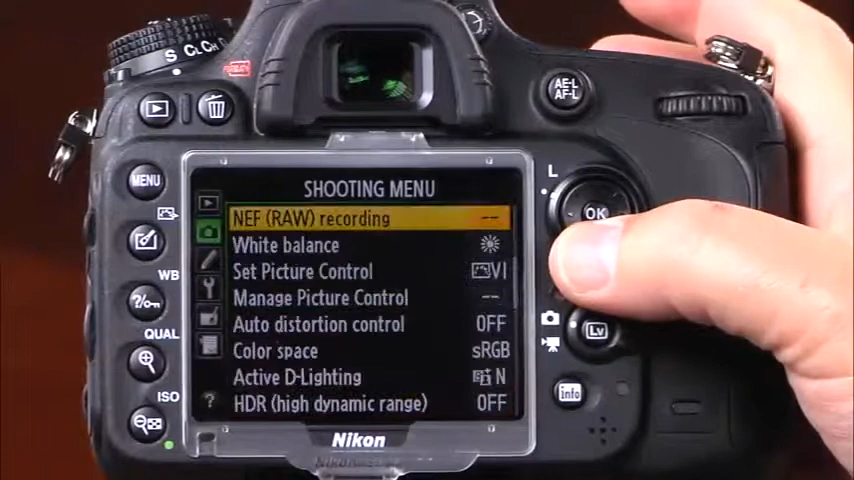 S CL CH
FORMAT
AE-L
AF-L
MENU
WB
?/
QUAL
ISO
L
OK
Lv
info
SHOOTING MENU
NEF (RAW) recording --
White balance
Set Picture Control VI
Manage Picture Control --
Auto distortion control OFF
Color space sRGB
Active D-Lighting N
? HDR (high dynamic range) OFF
Nikon
Nikon